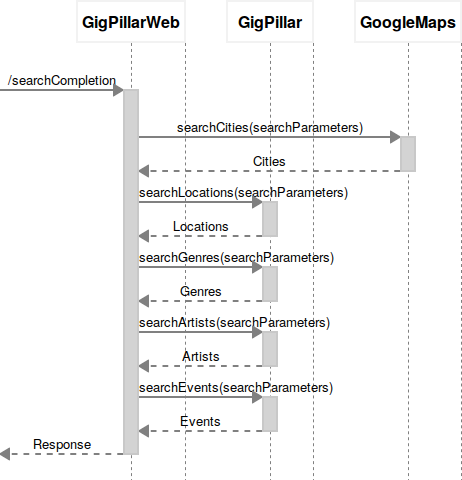 GigPillarWeb
GigPillar
GoogleMaps
/searchCompletion
searchCities(searchParameters)
Cities
searchLocations(searchParameters)
Locations
searchGenres(searchParameters)
Genres
searchArtists(searchParameters)
Artists
searchEvents(searchParameters)
Events
Response